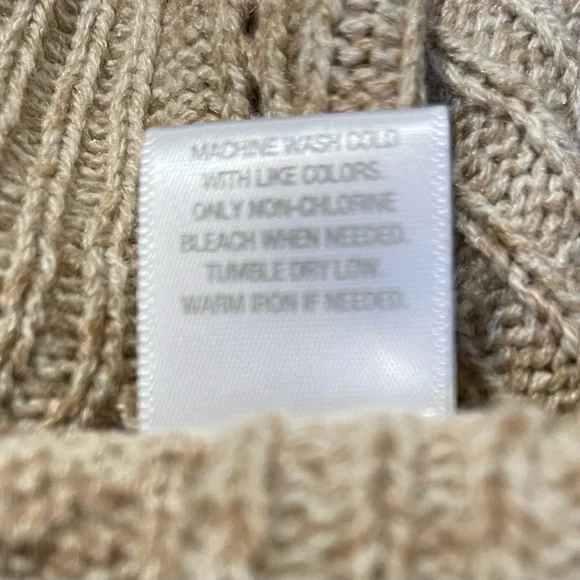 MACHINE WASH COLD
WITH LIKE COLORS.
ONLY NON-CHLORINE
BLEACH WHEN NEEDED.
TUMBLE DRY LOW.
WARM IRON IF NEEDED.